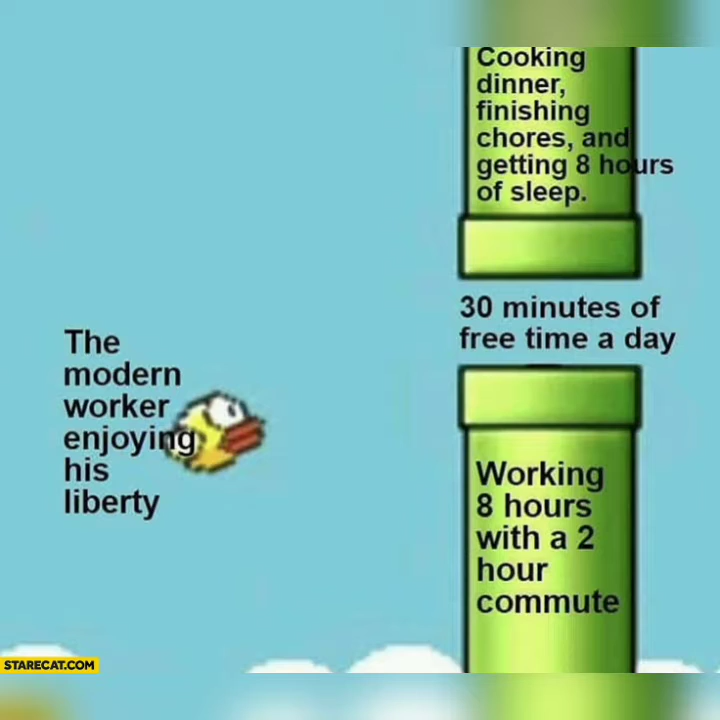 Cooking
dinner,
finishing
chores, and
getting 8 hours
of sleep.
30 minutes of
free time a day
The
modern
worker
enjoying
his
liberty
Working
8 hours
with a 2
hour
commute
STARECAT.COM